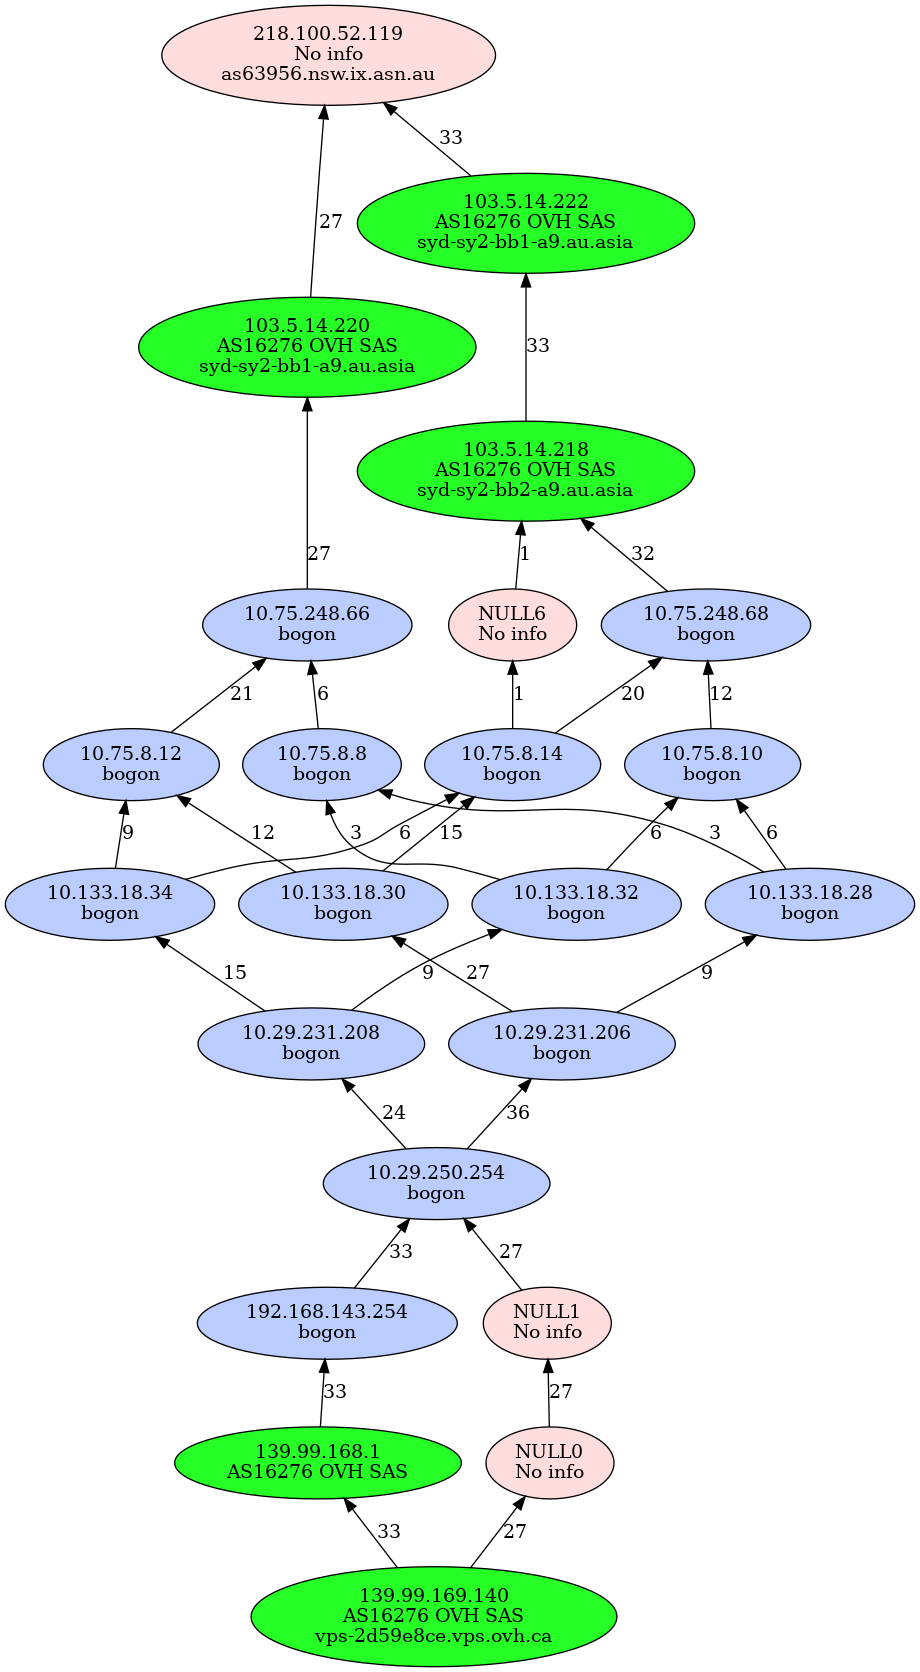 218.100.52.119
No info
as63956.nsw.ix.asn.au
33
103.5.14.222
AS16276 OVH SAS
syd-sy2-bb1-a9.au.asia
27
103.5.14.220
AS16276 OVH SAS
syd-sy2-bb1-a9.au.asia
33
103.5.14.218
AS16276 OVH SAS
syd-sy2-bb2-a9.au.asia
27
1
32
10.75.248.66
bogon
NULL6
No info
10.75.248.68
bogon
21
6
1
20
12
10.75.8.12
bogon
10.75.8.8
bogon
10.75.8.14
bogon
10.75.8.10
bogon
9
12
3
6
15
6
3
6
10.133.18.34
bogon
10.133.18.30
bogon
10.133.18.32
bogon
10.133.18.28
bogon
15
9
27
9
10.29.231.208
bogon
10.29.231.206
bogon
24
36
10.29.250.254
bogon
33
27
192.168.143.254
bogon
NULL1
No info
33
27
139.99.168.1
AS16276 OVH SAS
NULL0
No info
33
27
139.99.169.140
AS16276 OVH SAS
vps-2d59e8ce.vps.ovh.ca